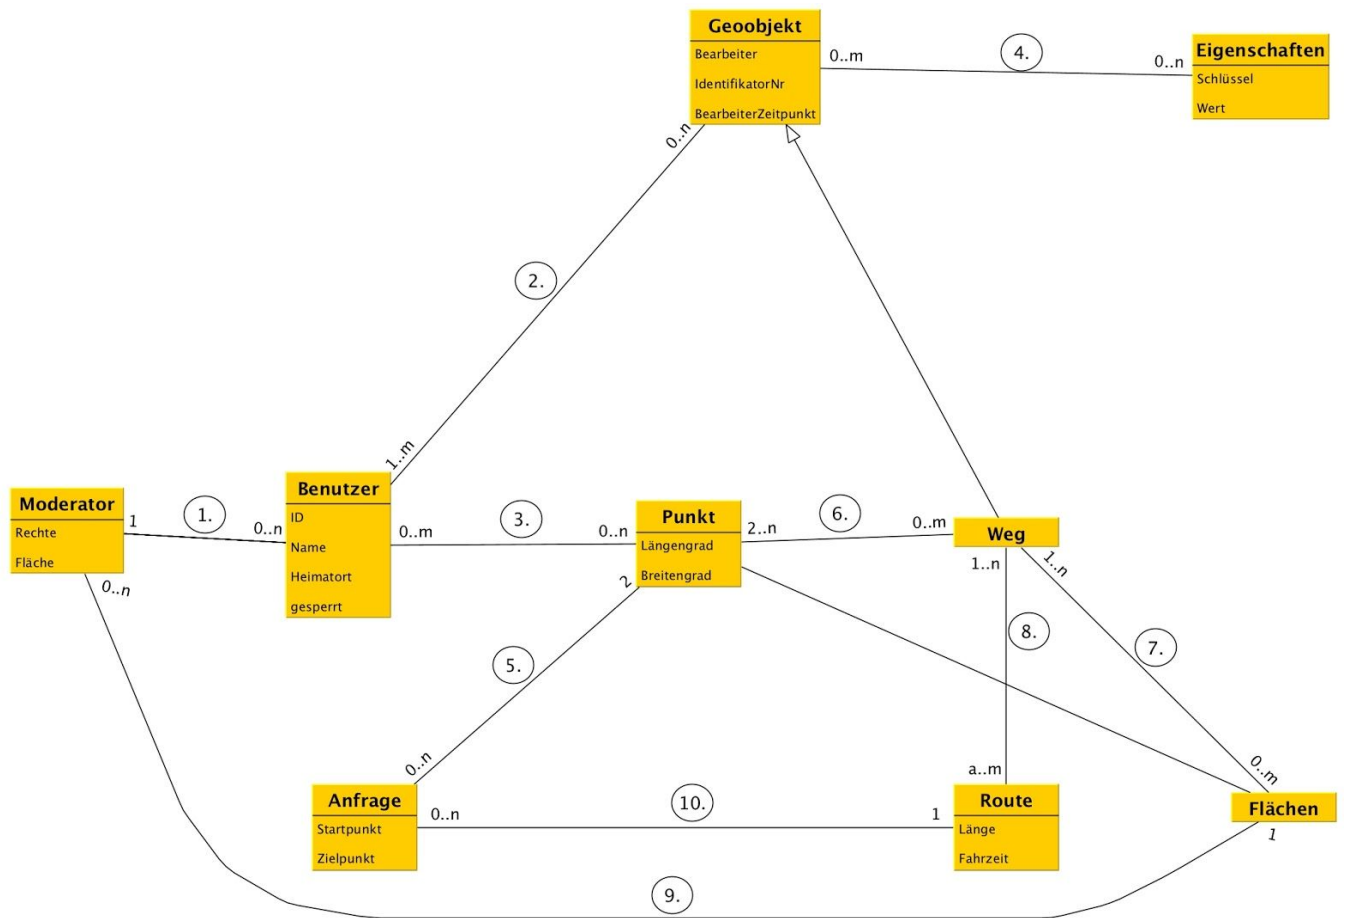 Geoobjekt
Bearbeiter
IdentifikatorNr
BearbeiterZeitpunkt
0..m
4.
0..n
Eigenschaften
Schlüssel
Wert
0..n
2.
1..m
Moderator
Rechte
Fläche
1
1.
0..n
Benutzer
ID
Name
Heimatort
gesperrt
0..m
3.
0..n
Punkt
Längengrad
Breitengrad
2..n
6.
0..m
Weg
0..n
2
1..n
1..n
5.
8.
7.
0..n
a..m
0..m
Anfrage
Startpunkt
Zielpunkt
0..n
10.
1
Route
Länge
Fahrzeit
Flächen
1
9.